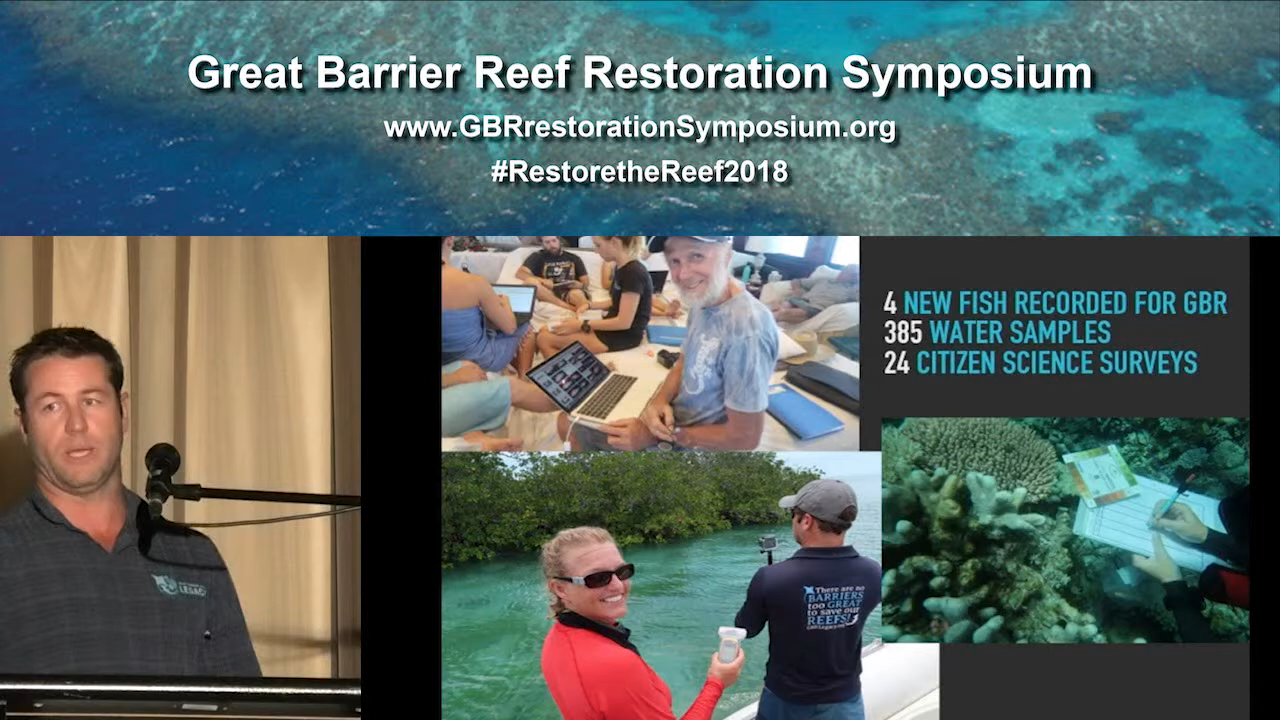 Great Barrier Reef Restoration Symposium
www.GBRrestorationSymposium.org
#RestoretheReef2018
4 NEW FISH RECORDED FOR GBR
385 WATER SAMPLES
24 CITIZEN SCIENCE SURVEYS
There are no
BARRIERS
too GREAT
to save our
REEFS!